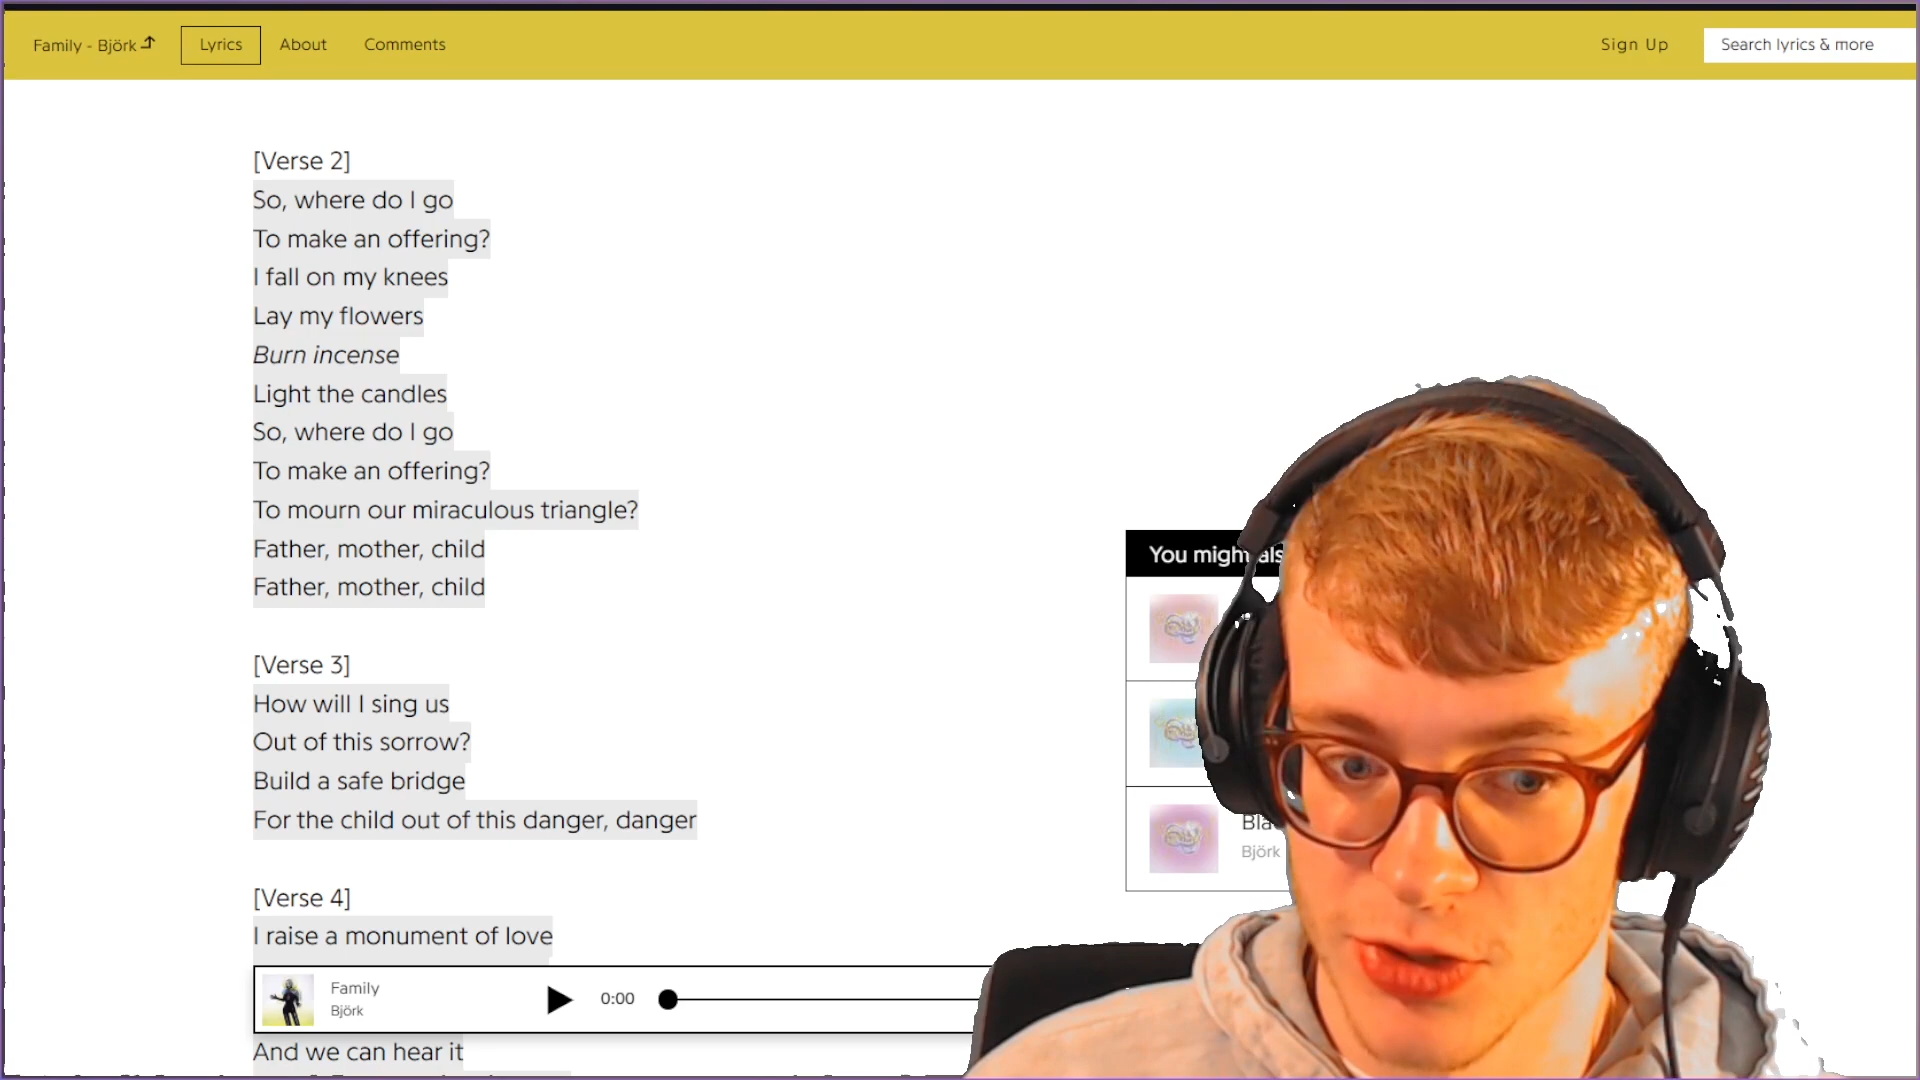 Family - Björk Lyrics About Comments Sign Up Search lyrics & more
[Verse 2]
So, where do I go
To make an offering?
I fall on my knees
Lay my flowers
Burn incense
Light the candles
So, where do I go
To make an offering?
To mourn our miraculous triangle?
Father, mother, child
Father, mother, child
[Verse 3]
How will I sing us
Out of this sorrow?
Build a safe bridge
For the child out of this danger, danger
[Verse 4]
I raise a monument of love
And we can hear it
You might
Björk
Family
Björk
0:00